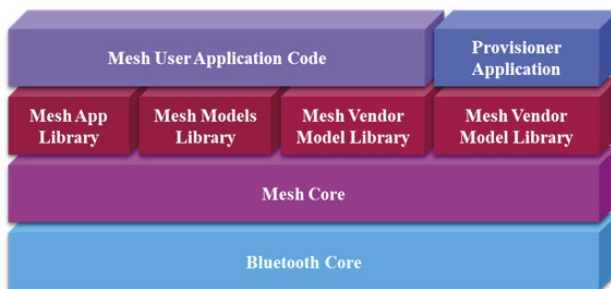 Mesh User Application Code
Provisioner
Application
Mesh App
Library
Mesh Models
Library
Mesh Vendor
Model Library
Mesh Vendor
Model Library
Mesh Core
Bluetooth Core